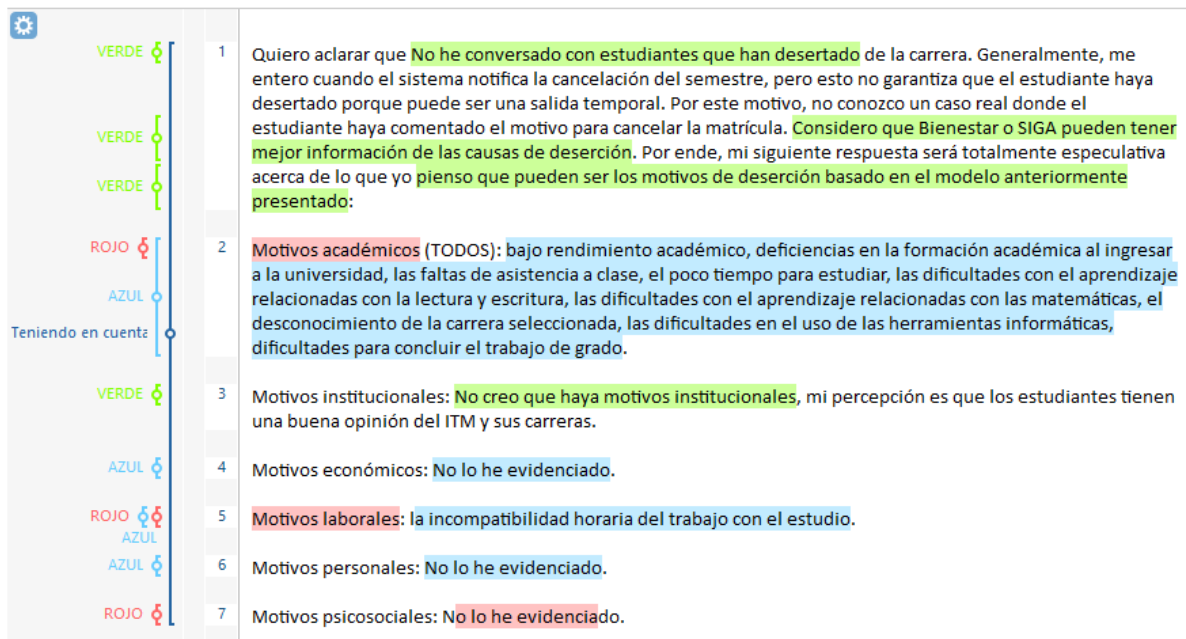 VERDE
1 Quiero aclarar que No he conversado con estudiantes que han desertado de la carrera. Generalmente, me
entero cuando el sistema notifica la cancelación del semestre, pero esto no garantiza que el estudiante haya
desertado porque puede ser una salida temporal. Por este motivo, no conozco un caso real donde el
VERDE
estudiante haya comentado el motivo para cancelar la matrícula. Considero que Bienestar o SIGA pueden tener
mejor información de las causas de deserción. Por ende, mi siguiente respuesta será totalmente especulativa
VERDE
acerca de lo que yo pienso que pueden ser los motivos de deserción basado en el modelo anteriormente
presentado:
ROJO
2 Motivos académicos (TODOS): bajo rendimiento académico, deficiencias en la formación académica al ingresar
a la universidad, las faltas de asistencia a clase, el poco tiempo para estudiar, las dificultades con el aprendizaje
AZUL
relacionadas con la lectura y escritura, las dificultades con el aprendizaje relacionadas con las matemáticas, el
Teniendo en cuenta
desconocimiento de la carrera seleccionada, las dificultades en el uso de las herramientas informáticas,
dificultades para concluir el trabajo de grado.
VERDE
3 Motivos institucionales: No creo que haya motivos institucionales, mi percepción es que los estudiantes tienen
una buena opinión del ITM y sus carreras.
AZUL
4 Motivos económicos: No lo he evidenciado.
ROJO
5 Motivos laborales: la incompatibilidad horaria del trabajo con el estudio.
AZUL
AZUL
6 Motivos personales: No lo he evidenciado.
ROJO
7 Motivos psicosociales: No lo he evidenciado.